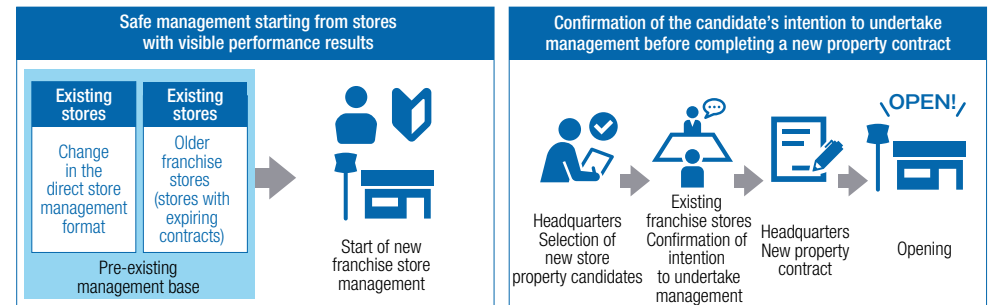 Safe management starting from stores
with visible performance results
Existing
stores
Change
in the
direct store
management
format
Existing
stores
Older
franchise
stores
(stores with
expiring
contracts)
Pre-existing
management base
Start of new
franchise store
management
Confirmation of the candidate's intention to undertake
management before completing a new property contract
Headquarters
Selection of
new store
property candidates
Existing
franchise stores
Confirmation of
intention
to undertake
management
Headquarters
New property
contract
OPEN!
Opening